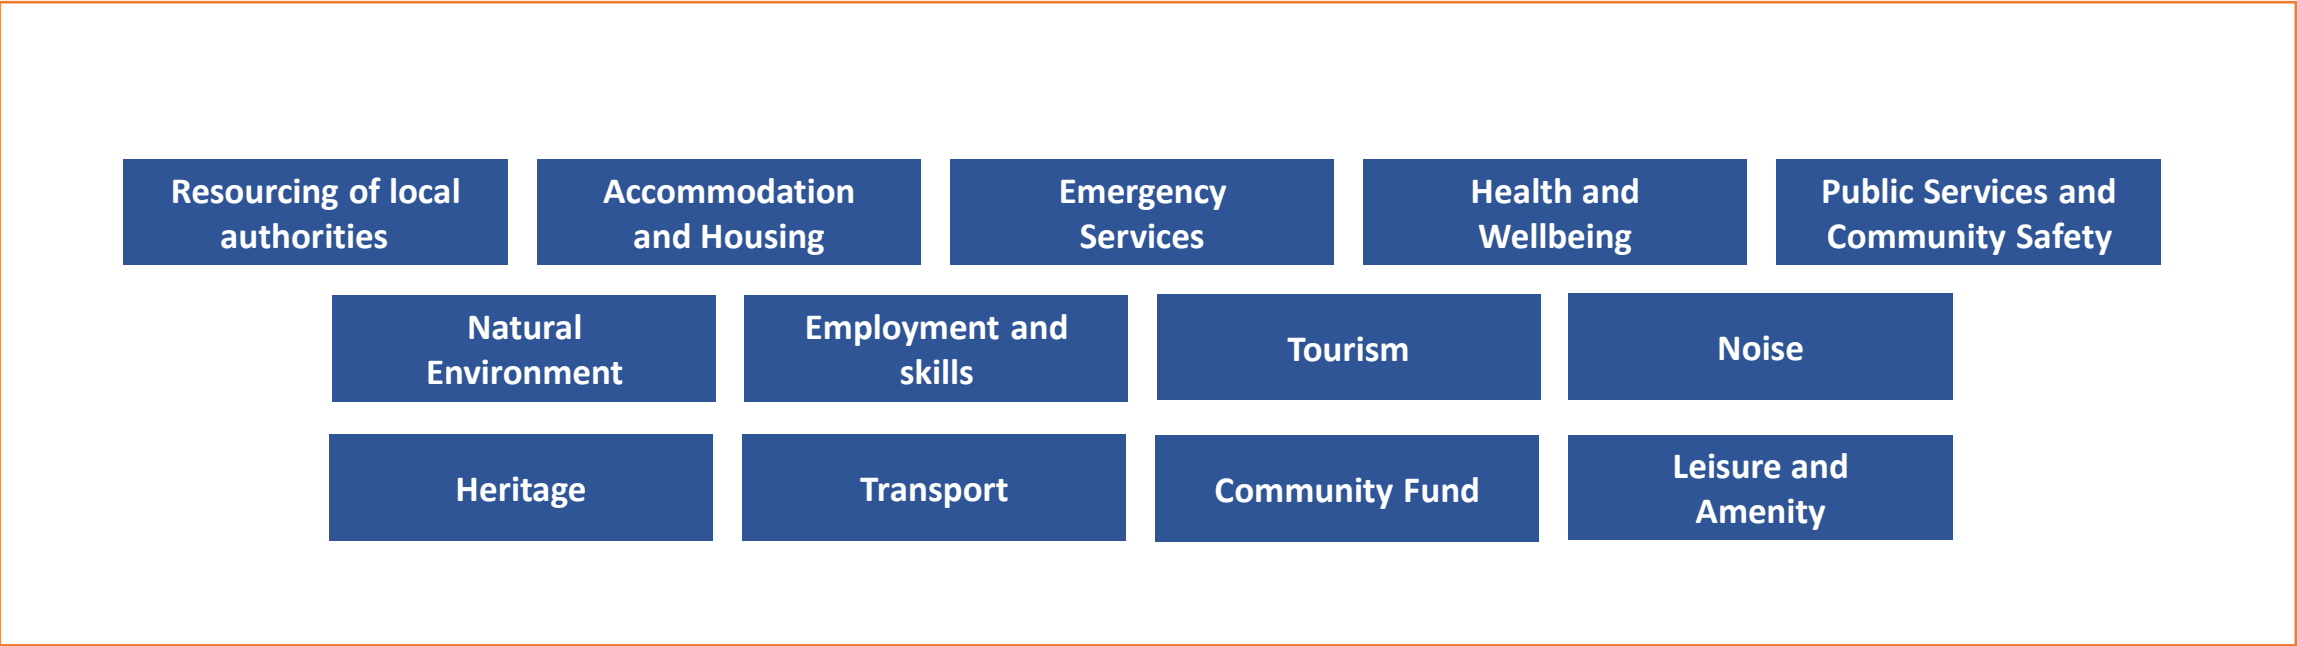 Resourcing of local
authorities
Accommodation
and Housing
Emergency
Services
Health and
Wellbeing
Public Services and
Community Safety
Natural
Environment
Employment and
skills
Tourism
Noise
Heritage
Transport
Community Fund
Leisure and
Amenity